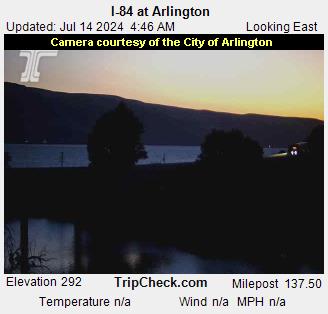 I-84 at Arlington
Updated: Jul 14 2024 4:46 AM Looking East
Camera courtesy of the City of Arlington
Elevation 292 TripCheck.com Milepost 137.50
Temperature n/a Wind n/a MPH n/a